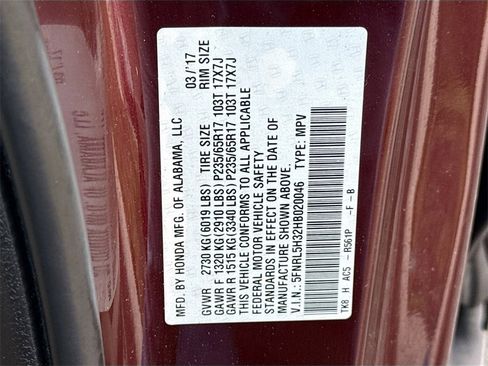 MFD. BY HONDA MFG. OF ALABAMA, LLC 03/'17
GVWR 2730 KG(6019 LBS) TIRE SIZE RIM SIZE
GAWR F 1320 KG(2910 LBS) P235/65R17 103T 17X7J
GAWR R 1515 KG(3340 LBS) P235/65R17 103T 17X7J
THIS VEHICLE CONFORMS TO ALL APPLICABLE
FEDERAL MOTOR VEHICLE SAFETY
STANDARDS IN EFFECT ON THE DATE OF
MANUFACTURE SHOWN ABOVE.
V.I.N.: 5FNRL5H32HB020046 TYPE: MPV
TK8 H AC5 - R561P -F -B